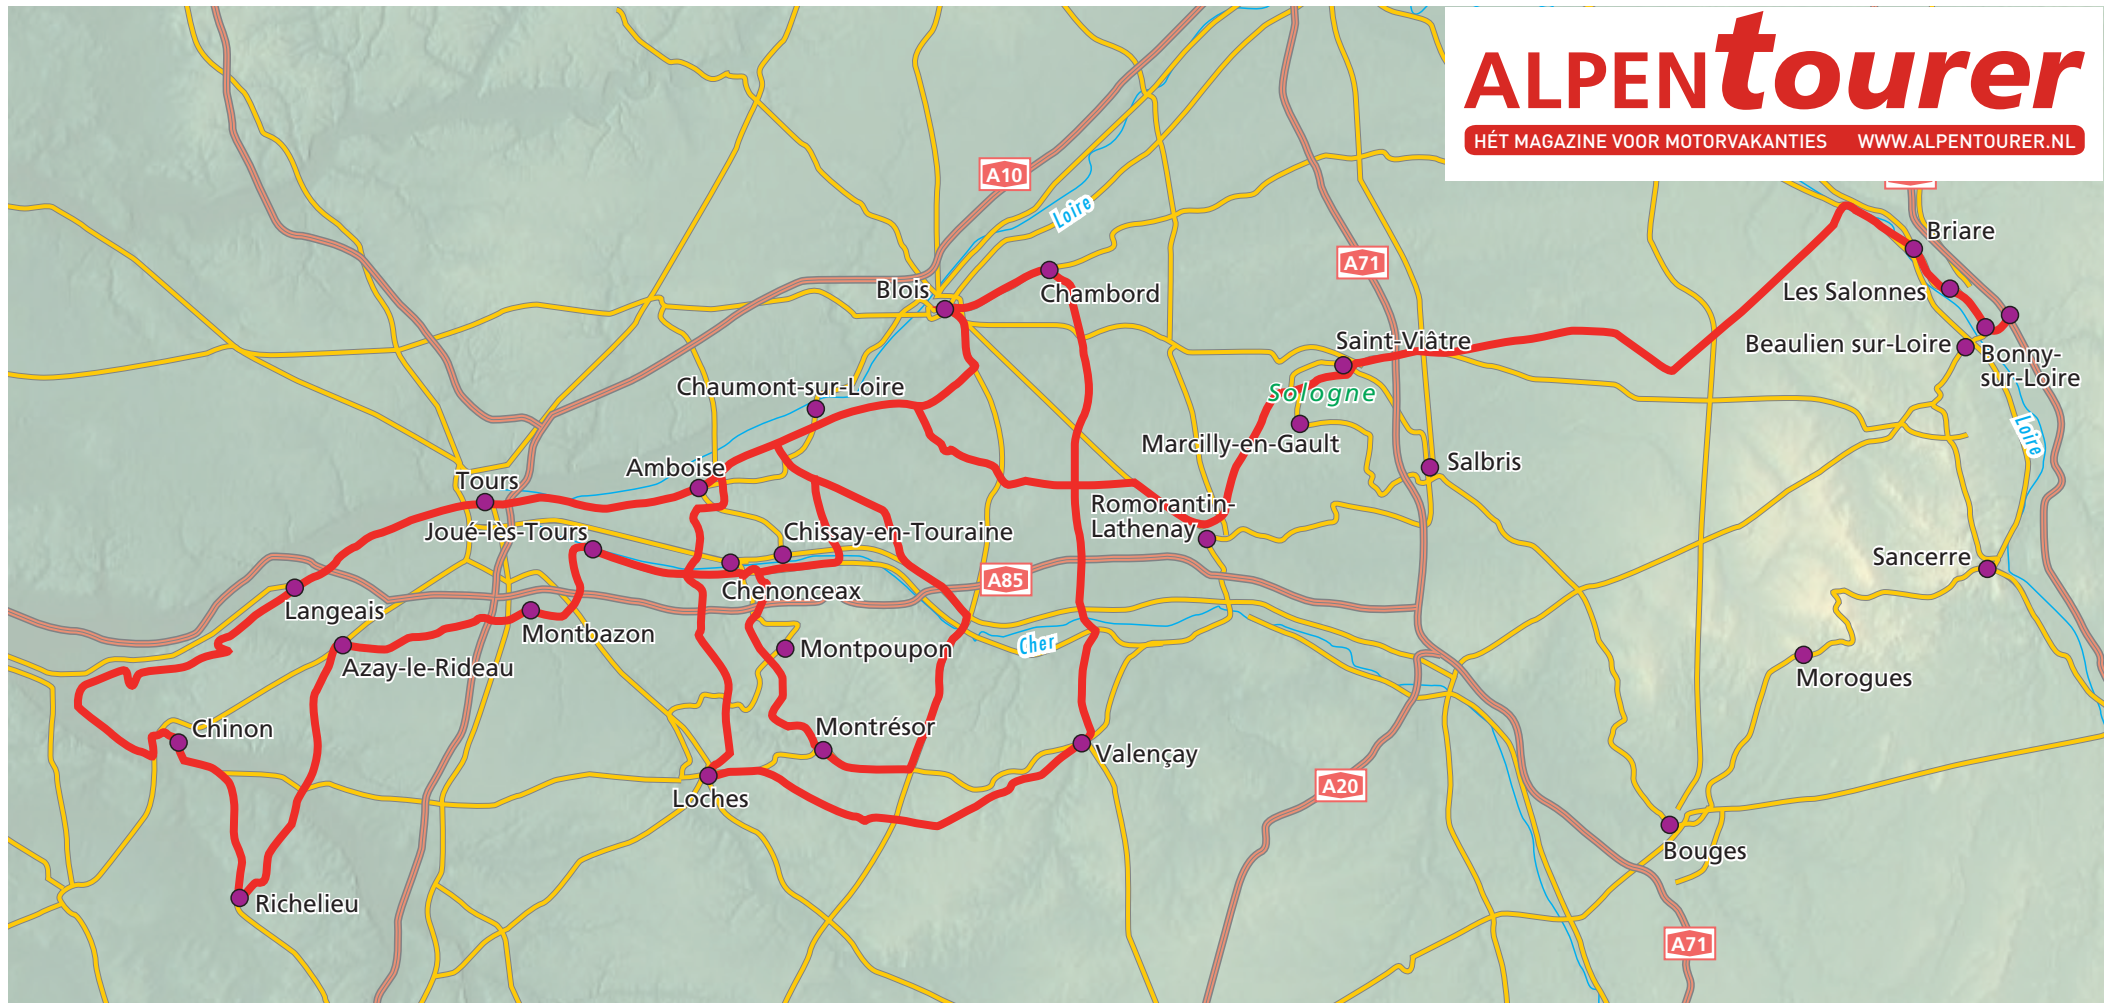 ALPENtourer
HÉT MAGAZINE VOOR MOTORVAKANTIES WWW.ALPENTOURER.NL
A10
Loire
Briare
A71
Blois
Chambord
Les Salonnes
Saint-Viâtre
Beaulien sur-Loire
Bonny-
sur-Loire
Chaumont-sur-Loire
Sologne
Marcilly-en-Gault
Loire
Amboise
Salbris
Tours
Romorantin-
Lathenay
Joué-lès-Tours
Chissay-en-Touraine
Sancerre
A85
Chenonceax
Langeais
Montbazon
Cher
Montpoupon
Azay-le-Rideau
Morogues
Chinon
Montrésor
Valençay
A20
Loches
Bouges
Richelieu
A71